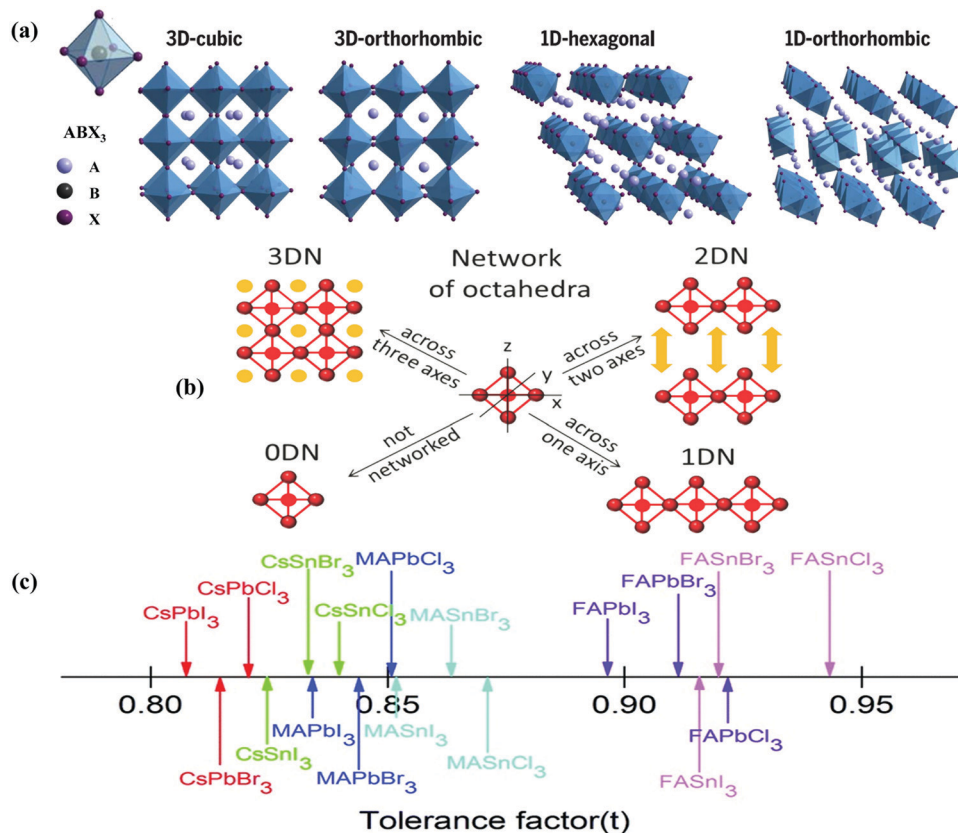 (a)
3D-cubic
3D-orthorhombic
1D-hexagonal
1D-orthorhombic
ABX₃
A
B
X
3DN
Network
of octahedra
2DN
across
three axes
z
y
x
across
two axes
(b)
not
networked
across
one axis
0DN
1DN
(c)
CsSnBr₃
MAPbCl₃
FASnBr₃
FASnCl₃
CsPbCl₃
FAPbBr₃
CsPbI₃
CsSnCl₃
MASnBr₃
FAPbI₃
0.80
0.85
0.90
0.95
CsSnI₃
MAPbI₃
MASnI₃
FAPbCl₃
CsPbBr₃
MAPbBr₃
MASnCl₃
FASnI₃
Tolerance factor(t)